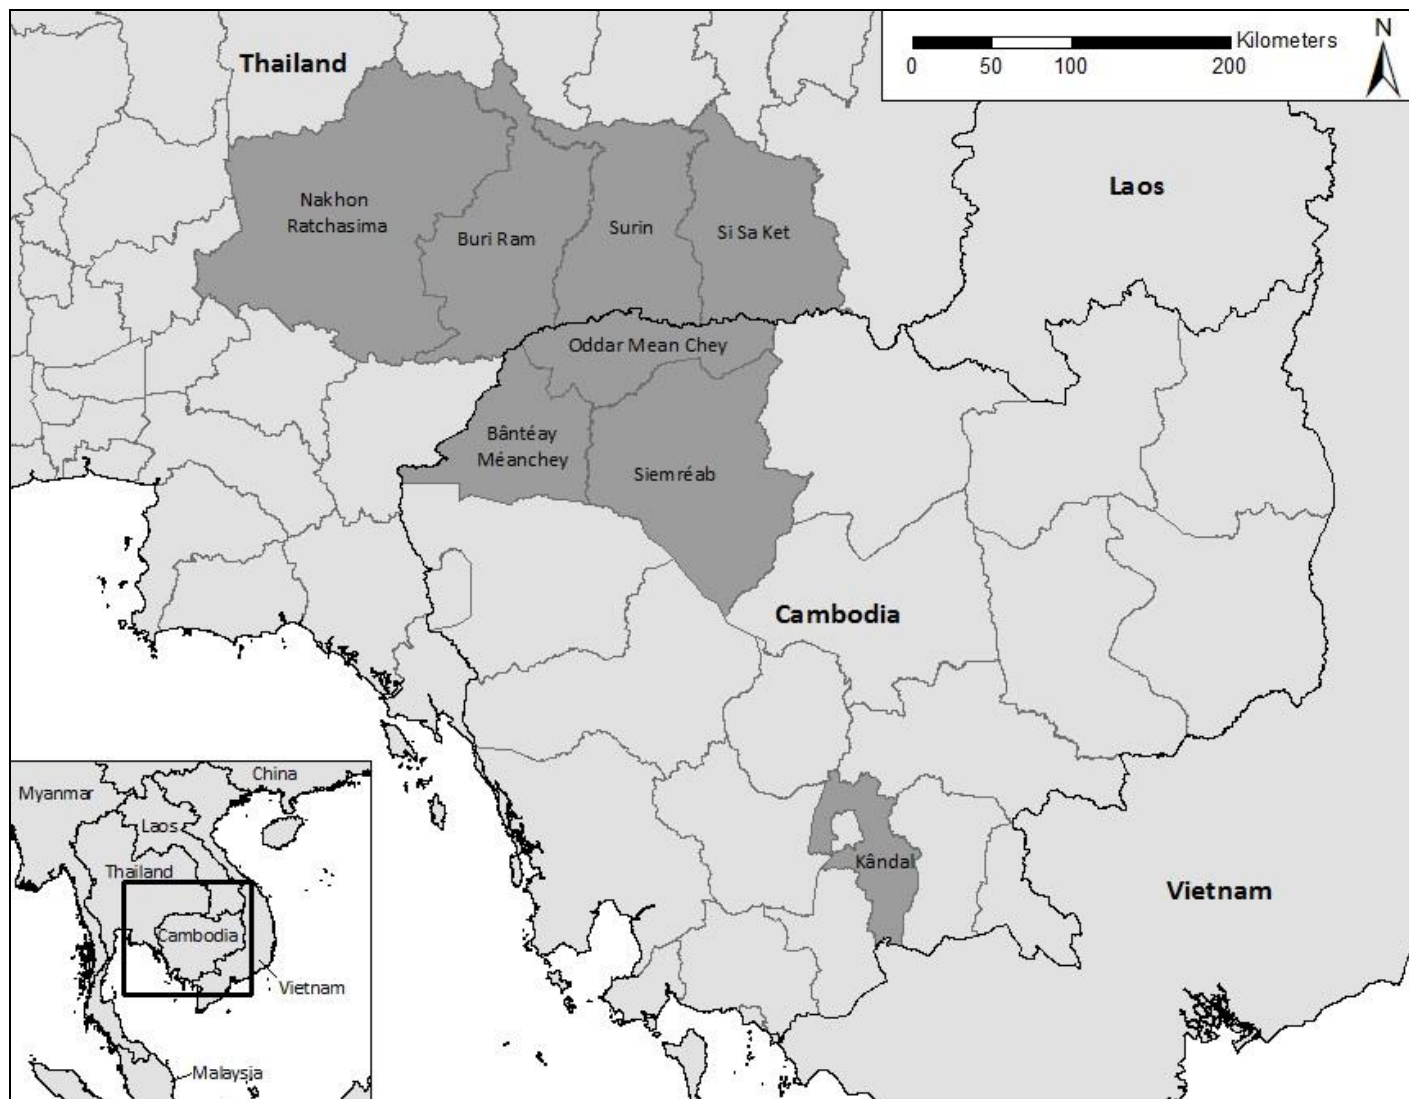 Thailand
Kilometers
N
0 50 100 200
Laos
Nakhon
Ratchasima
Buri Ram
Surin
Si Sa Ket
Oddar Mean Chey
Bântéay
Méanchey
Siemréab
Cambodia
Kândal
Vietnam
China
Myanmar
Laos
Thailand
Cambodia
Vietnam
Malaysia